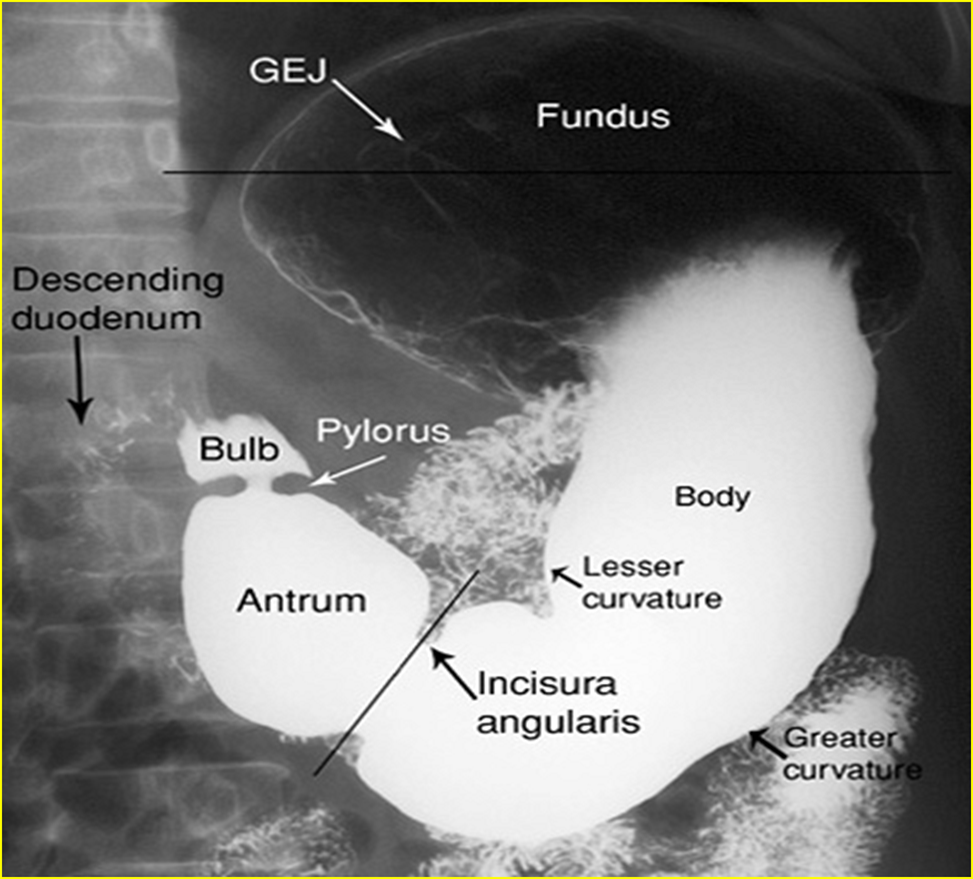 GEJ
Fundus
Descending
duodenum
Bulb
Pylorus
Body
Antrum
Lesser
curvature
Incisura
angularis
Greater
curvature